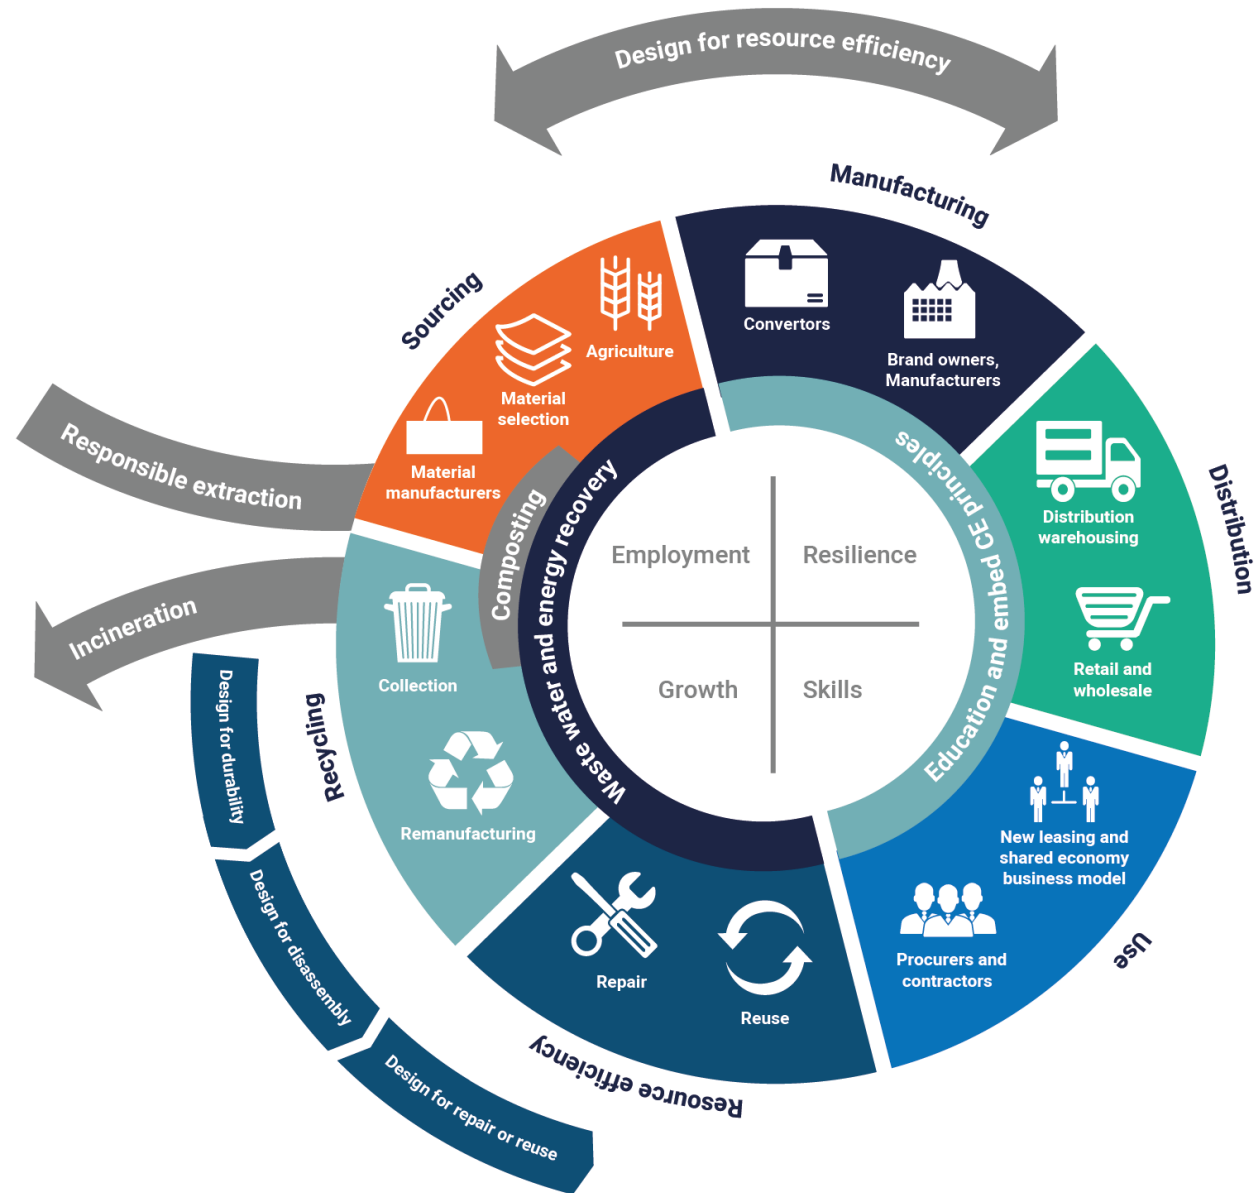 Design for resource efficiency
Manufacturing
Convertors
Brand owners,
Manufacturers
Sourcing
Agriculture
Material
selection
Material
manufacturers
Responsible extraction
Incineration
Composting
Waste water and energy recovery
Education and embed CE principles
Employment
Resilience
Growth
Skills
Distribution
Distribution
warehousing
Retail and
wholesale
Use
New leasing and
shared economy
business model
Procurers and
contractors
Resource efficiency
Repair
Reuse
Recycling
Collection
Remanufacturing
Design for durability
Design for disassembly
Design for repair or reuse